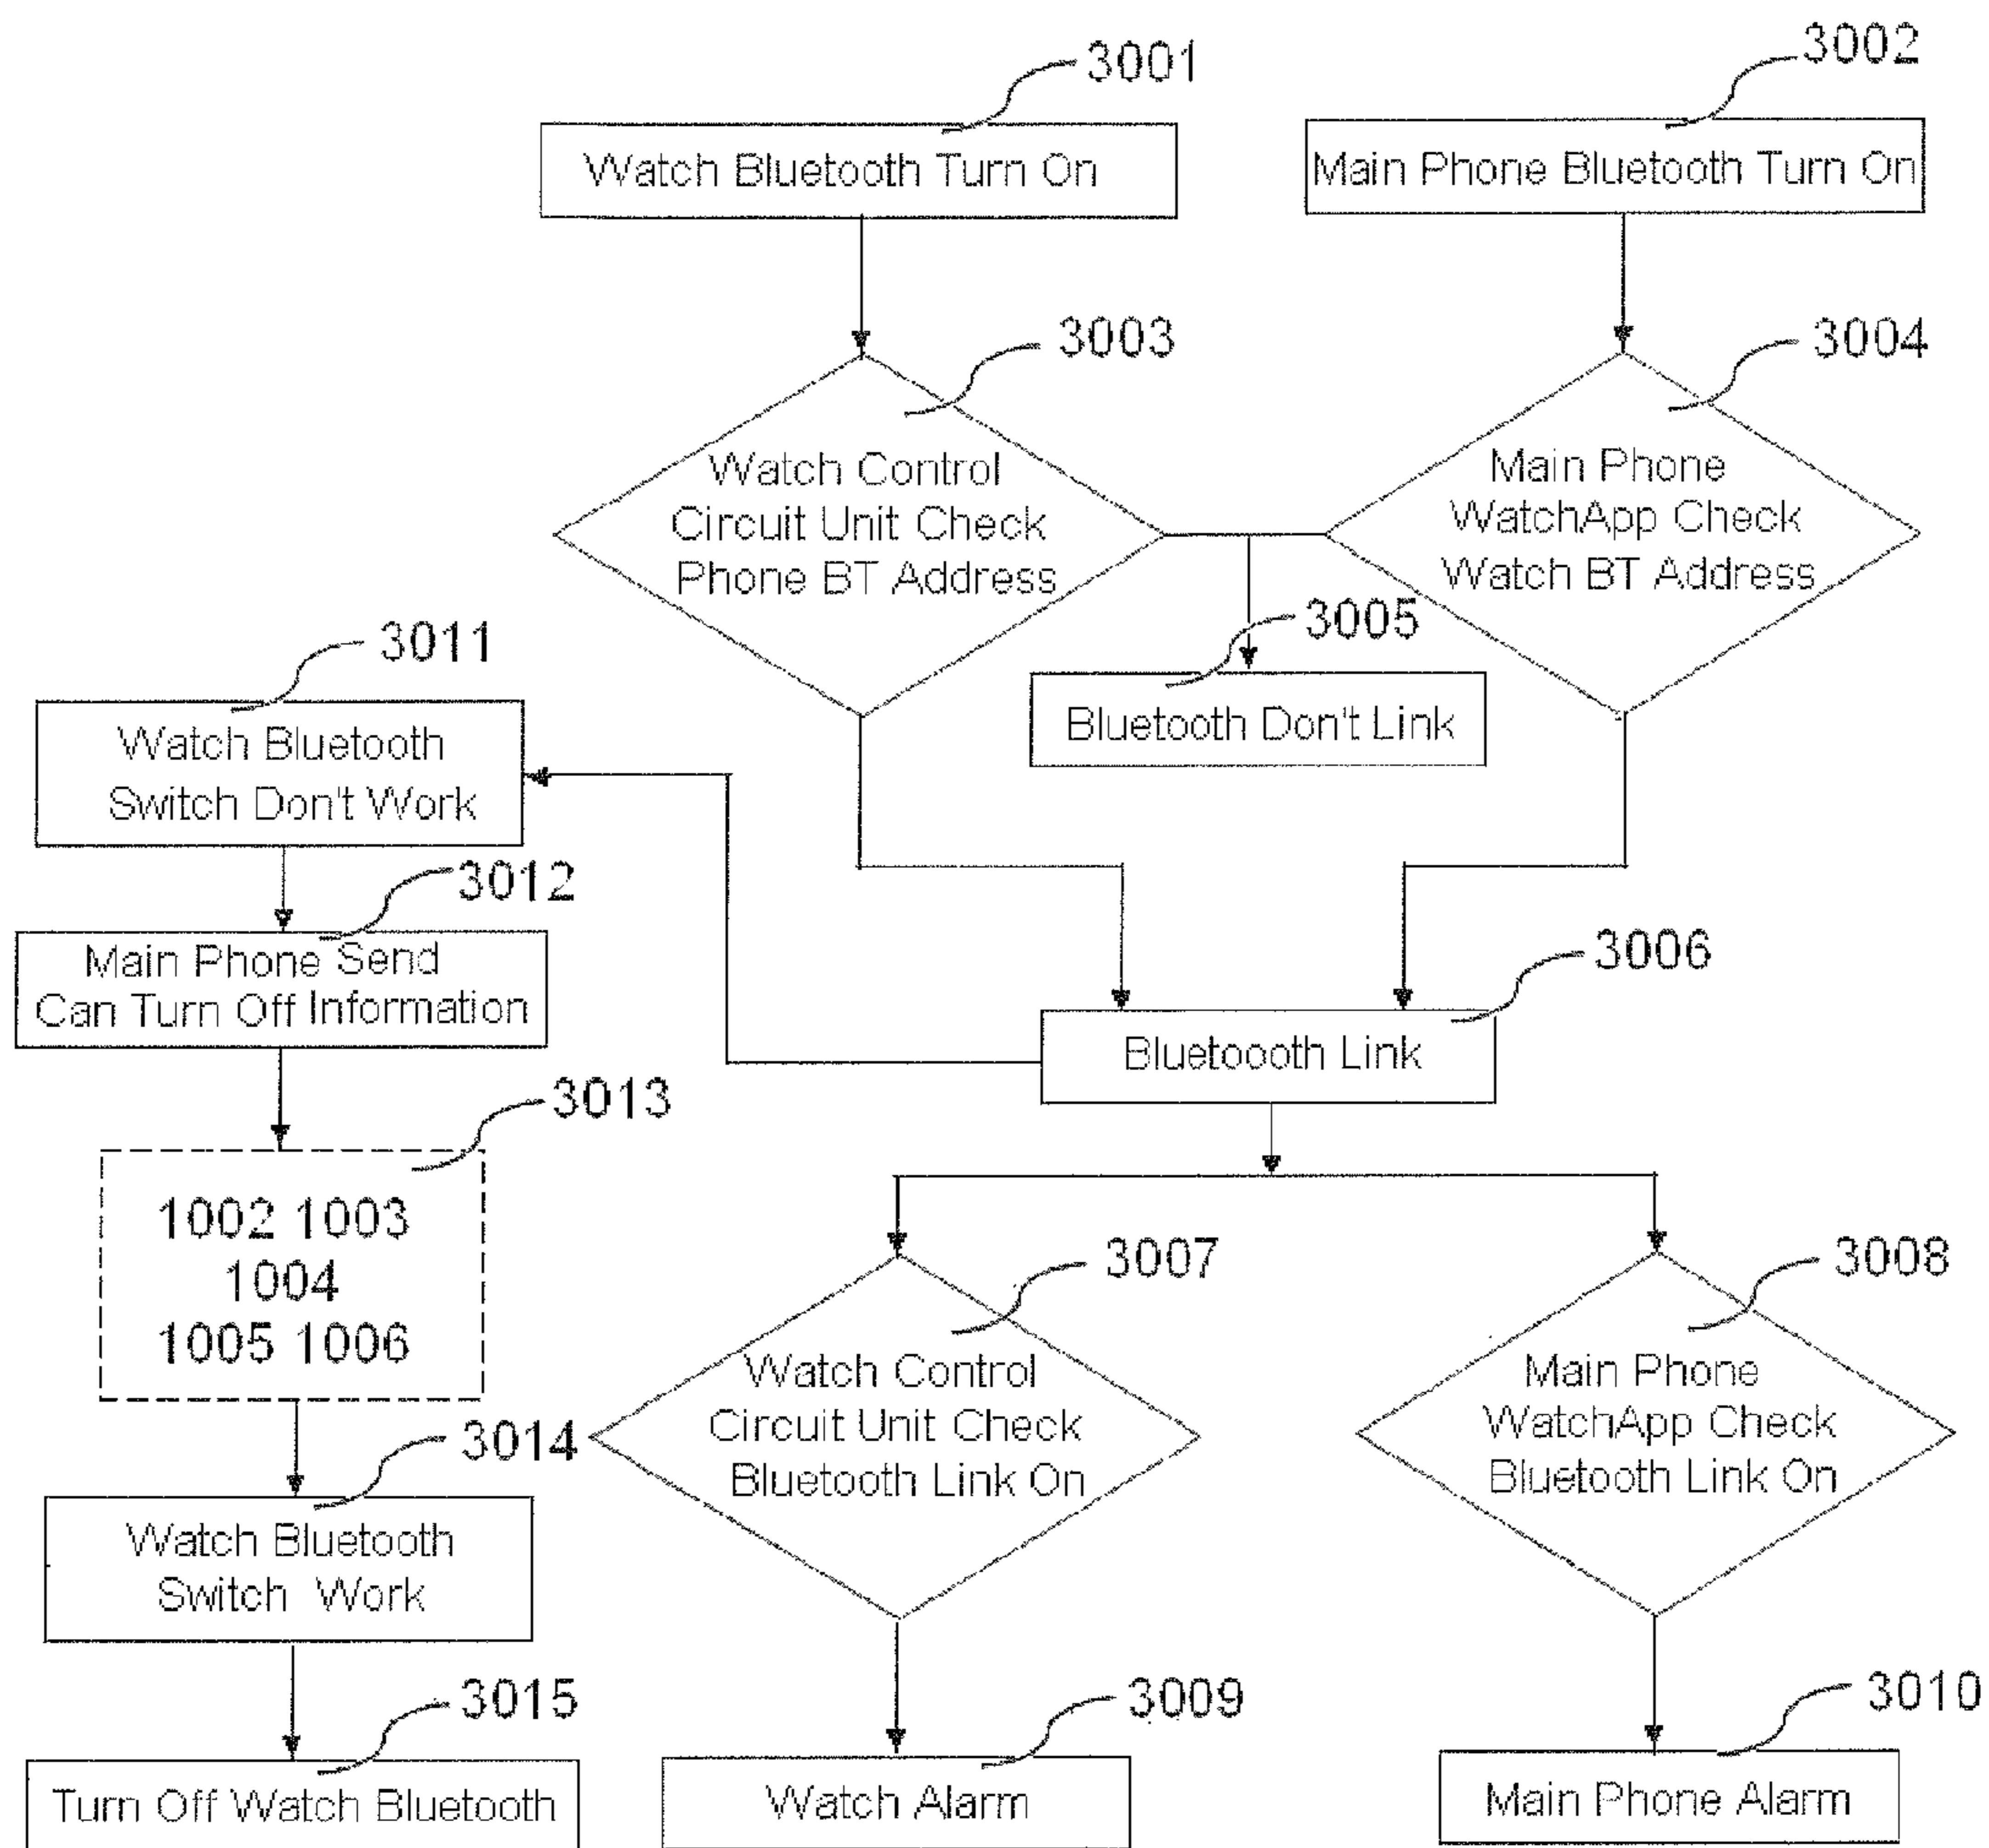 3001
3002
Watch Bluetooth Turn On
Main Phone Bluetooth Turn On
3003
3004
Watch Control
Circuit Unit Check
Phone BT Address
Main Phone
WatchApp Check
Watch BT Address
3005
Bluetooth Don't Link
3011
Watch Bluetooth
Switch Don't Work
3012
Main Phone Send
Can Turn Off Information
3006
Bluetoooth Link
3013
1002 1003
1004
1005 1006
3007
Watch Control
Circuit Unit Check
Bluetooth Link On
3008
Main Phone
WatchApp Check
Bluetooth Link On
3014
Watch Bluetooth
Switch Work
3015
Turn Off Watch Bluetooth
3009
Watch Alarm
3010
Main Phone Alarm